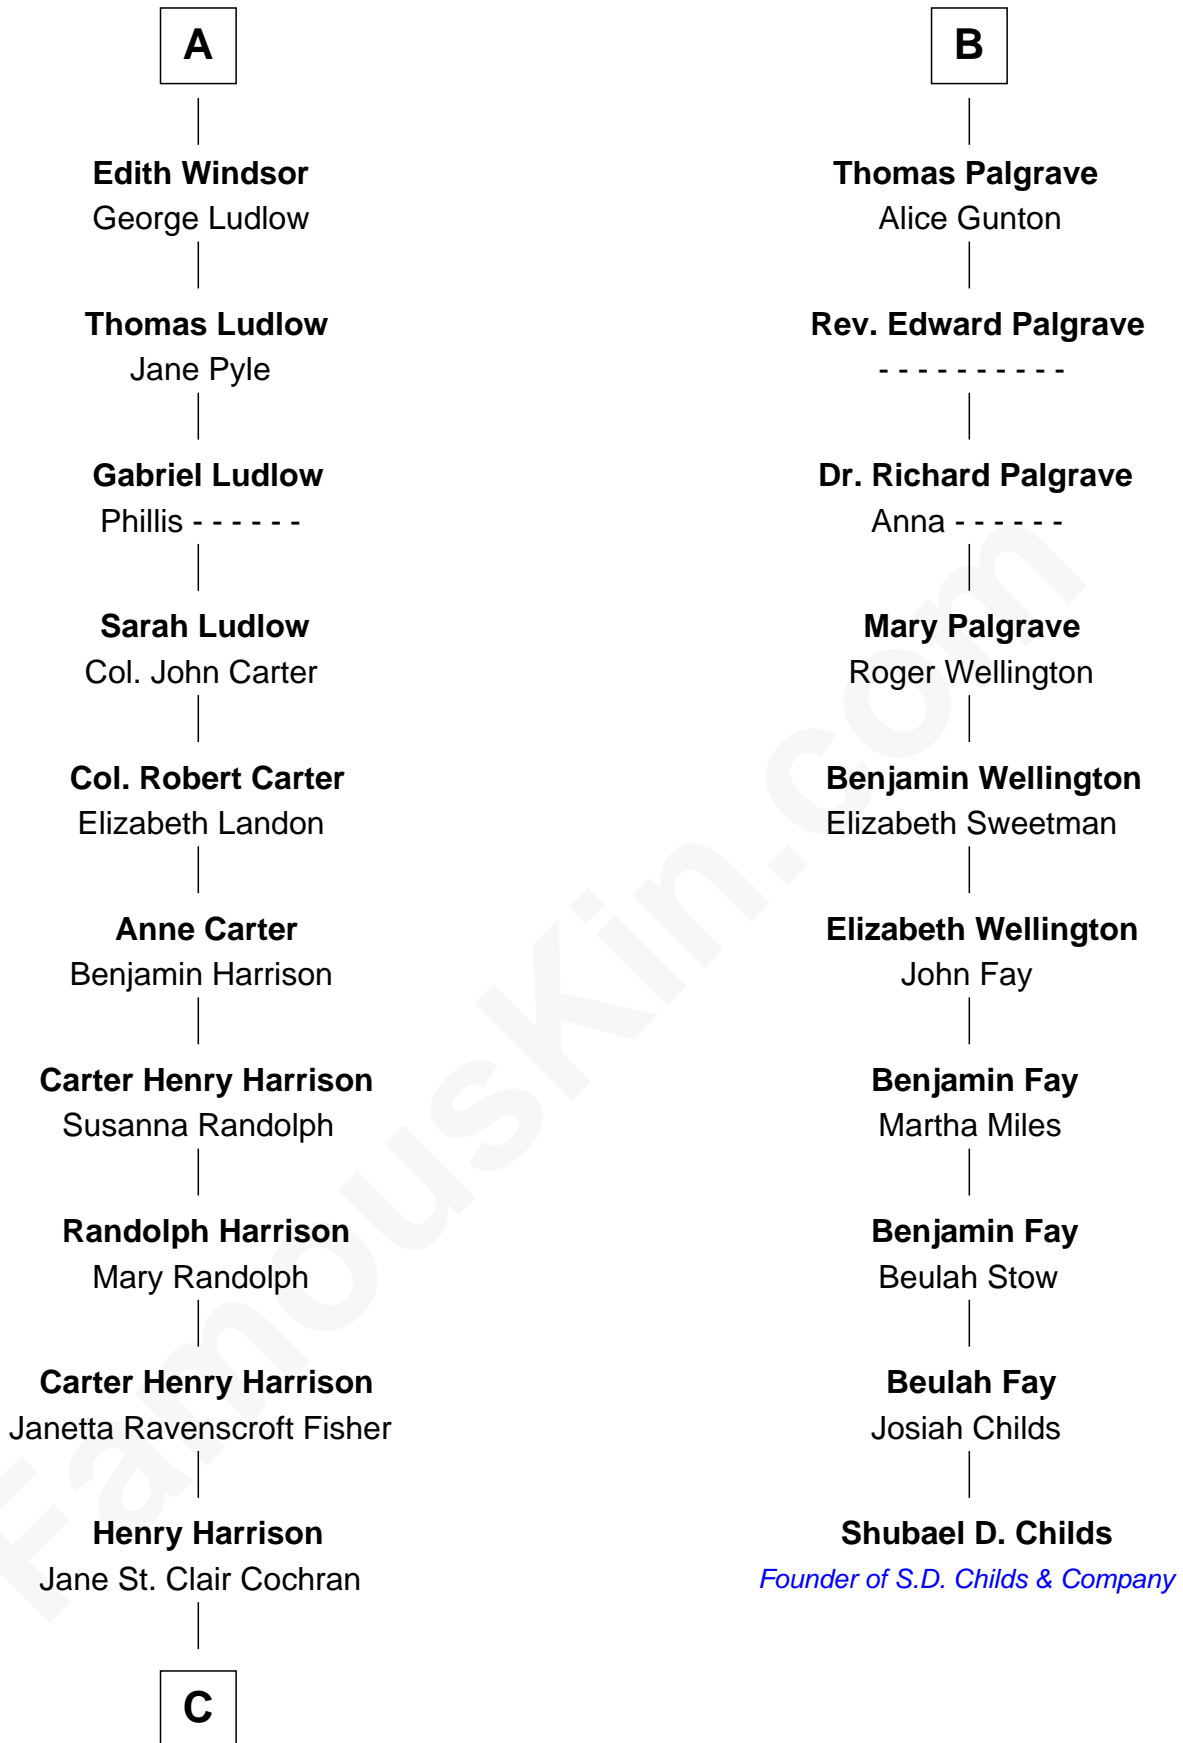 A
Edith Windsor
George Ludlow
Thomas Ludlow
Jane Pyle
Gabriel Ludlow
Phillis - - - - - -
Sarah Ludlow
Col. John Carter
Col. Robert Carter
Elizabeth Landon
Anne Carter
Benjamin Harrison
Carter Henry Harrison
Susanna Randolph
Randolph Harrison
Mary Randolph
Carter Henry Harrison
Janetta Ravenscroft Fisher
Henry Harrison
Jane St. Clair Cochran
C
B
Thomas Palgrave
Alice Gunton
Rev. Edward Palgrave
- - - - - - - - - -
Dr. Richard Palgrave
Anna - - - - - -
Mary Palgrave
Roger Wellington
Benjamin Wellington
Elizabeth Sweetman
Elizabeth Wellington
John Fay
Benjamin Fay
Martha Miles
Benjamin Fay
Beulah Stow
Beulah Fay
Josiah Childs
Shubael D. Childs
Founder of S.D. Childs & Company
FamousKin.com